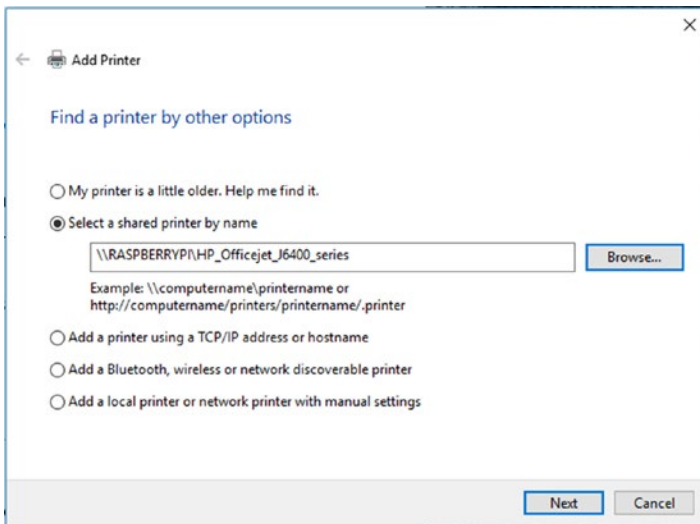 Add Printer
Find a printer by other options
My printer is a little older. Help me find it.
Select a shared printer by name
\\RASPBERRYPI\HP_Officejet_J6400_series
Browse...
Example: \\computername\printername or
http://computername/printers/printername/.printer
Add a printer using a TCP/IP address or hostname
Add a Bluetooth, wireless or network discoverable printer
Add a local printer or network printer with manual settings
Next
Cancel